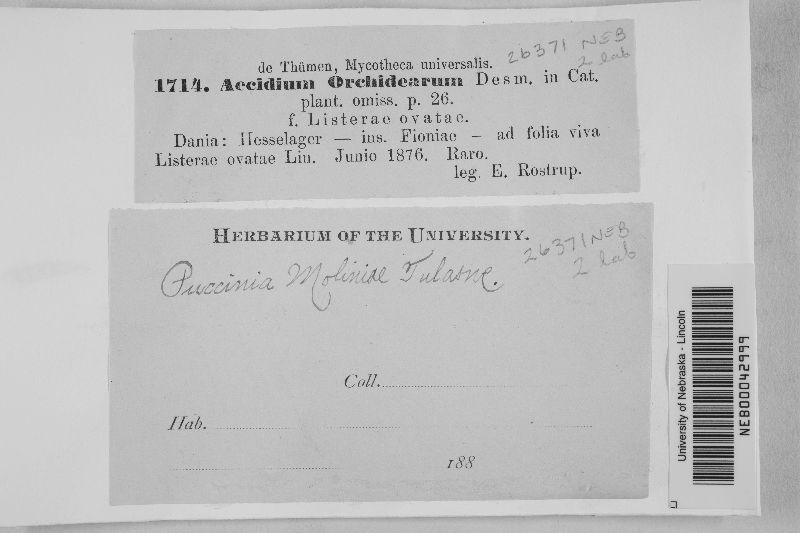 de Thümen, Mycotheca universalis.
26371 NEB
2 lab
1714. Aecidium Orchidearum Desm. in Cat.
plant. omiss. p. 26.
f. Listerae ovatae.
Dania: Hesselager — ins. Fioniae — ad folia viva
Listerae ovatae Lin. Junio 1876. Raro.
leg. E. Rostrup.
HERBARIUM OF THE UNIVERSITY.
26371 NEB
2 lab
Puccinia Moliniae Tulasne.
Coll.
Hab.
188
University of Nebraska - Lincoln
NEB00042999